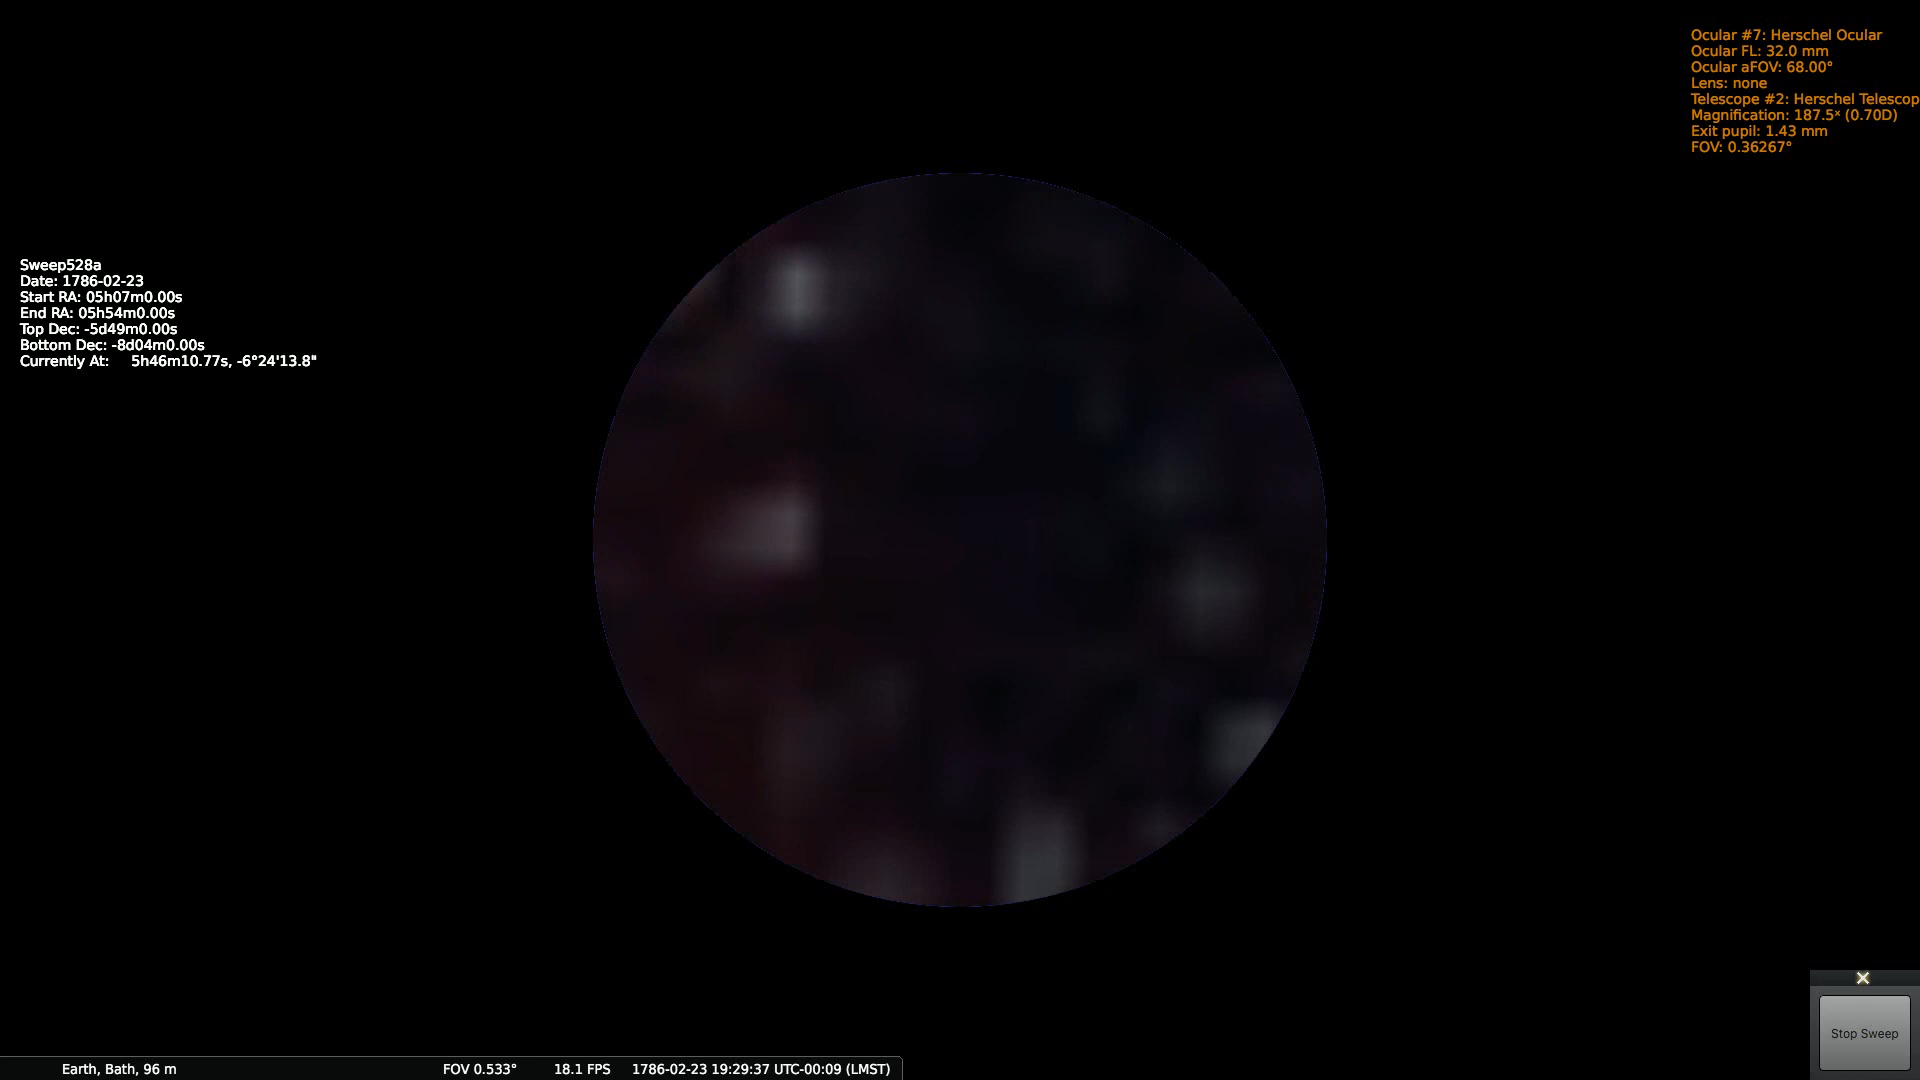 Ocular #7: Herschel Ocular
Ocular FL: 32.0 mm
Ocular aFOV: 68.00°
Lens: none
Telescope #2: Herschel Telescop
Magnification: 187.5ˣ (0.70D)
Exit pupil: 1.43 mm
FOV: 0.36267°
Sweep528a
Date: 1786-02-23
Start RA: 05h07m0.00s
End RA: 05h54m0.00s
Top Dec: -5d49m0.00s
Bottom Dec: -8d04m0.00s
Currently At: 5h46m10.77s, -6°24'13.8"
Stop Sweep
Earth, Bath, 96 m FOV 0.533° 18.1 FPS 1786-02-23 19:29:37 UTC-00:09 (LMST)